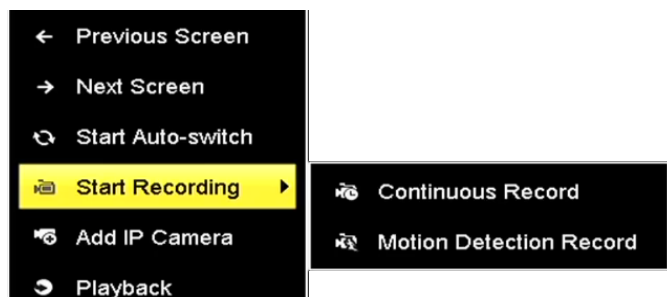 Previous Screen
Next Screen
Start Auto-switch
Start Recording
Continuous Record
Add IP Camera
Motion Detection Record
Playback